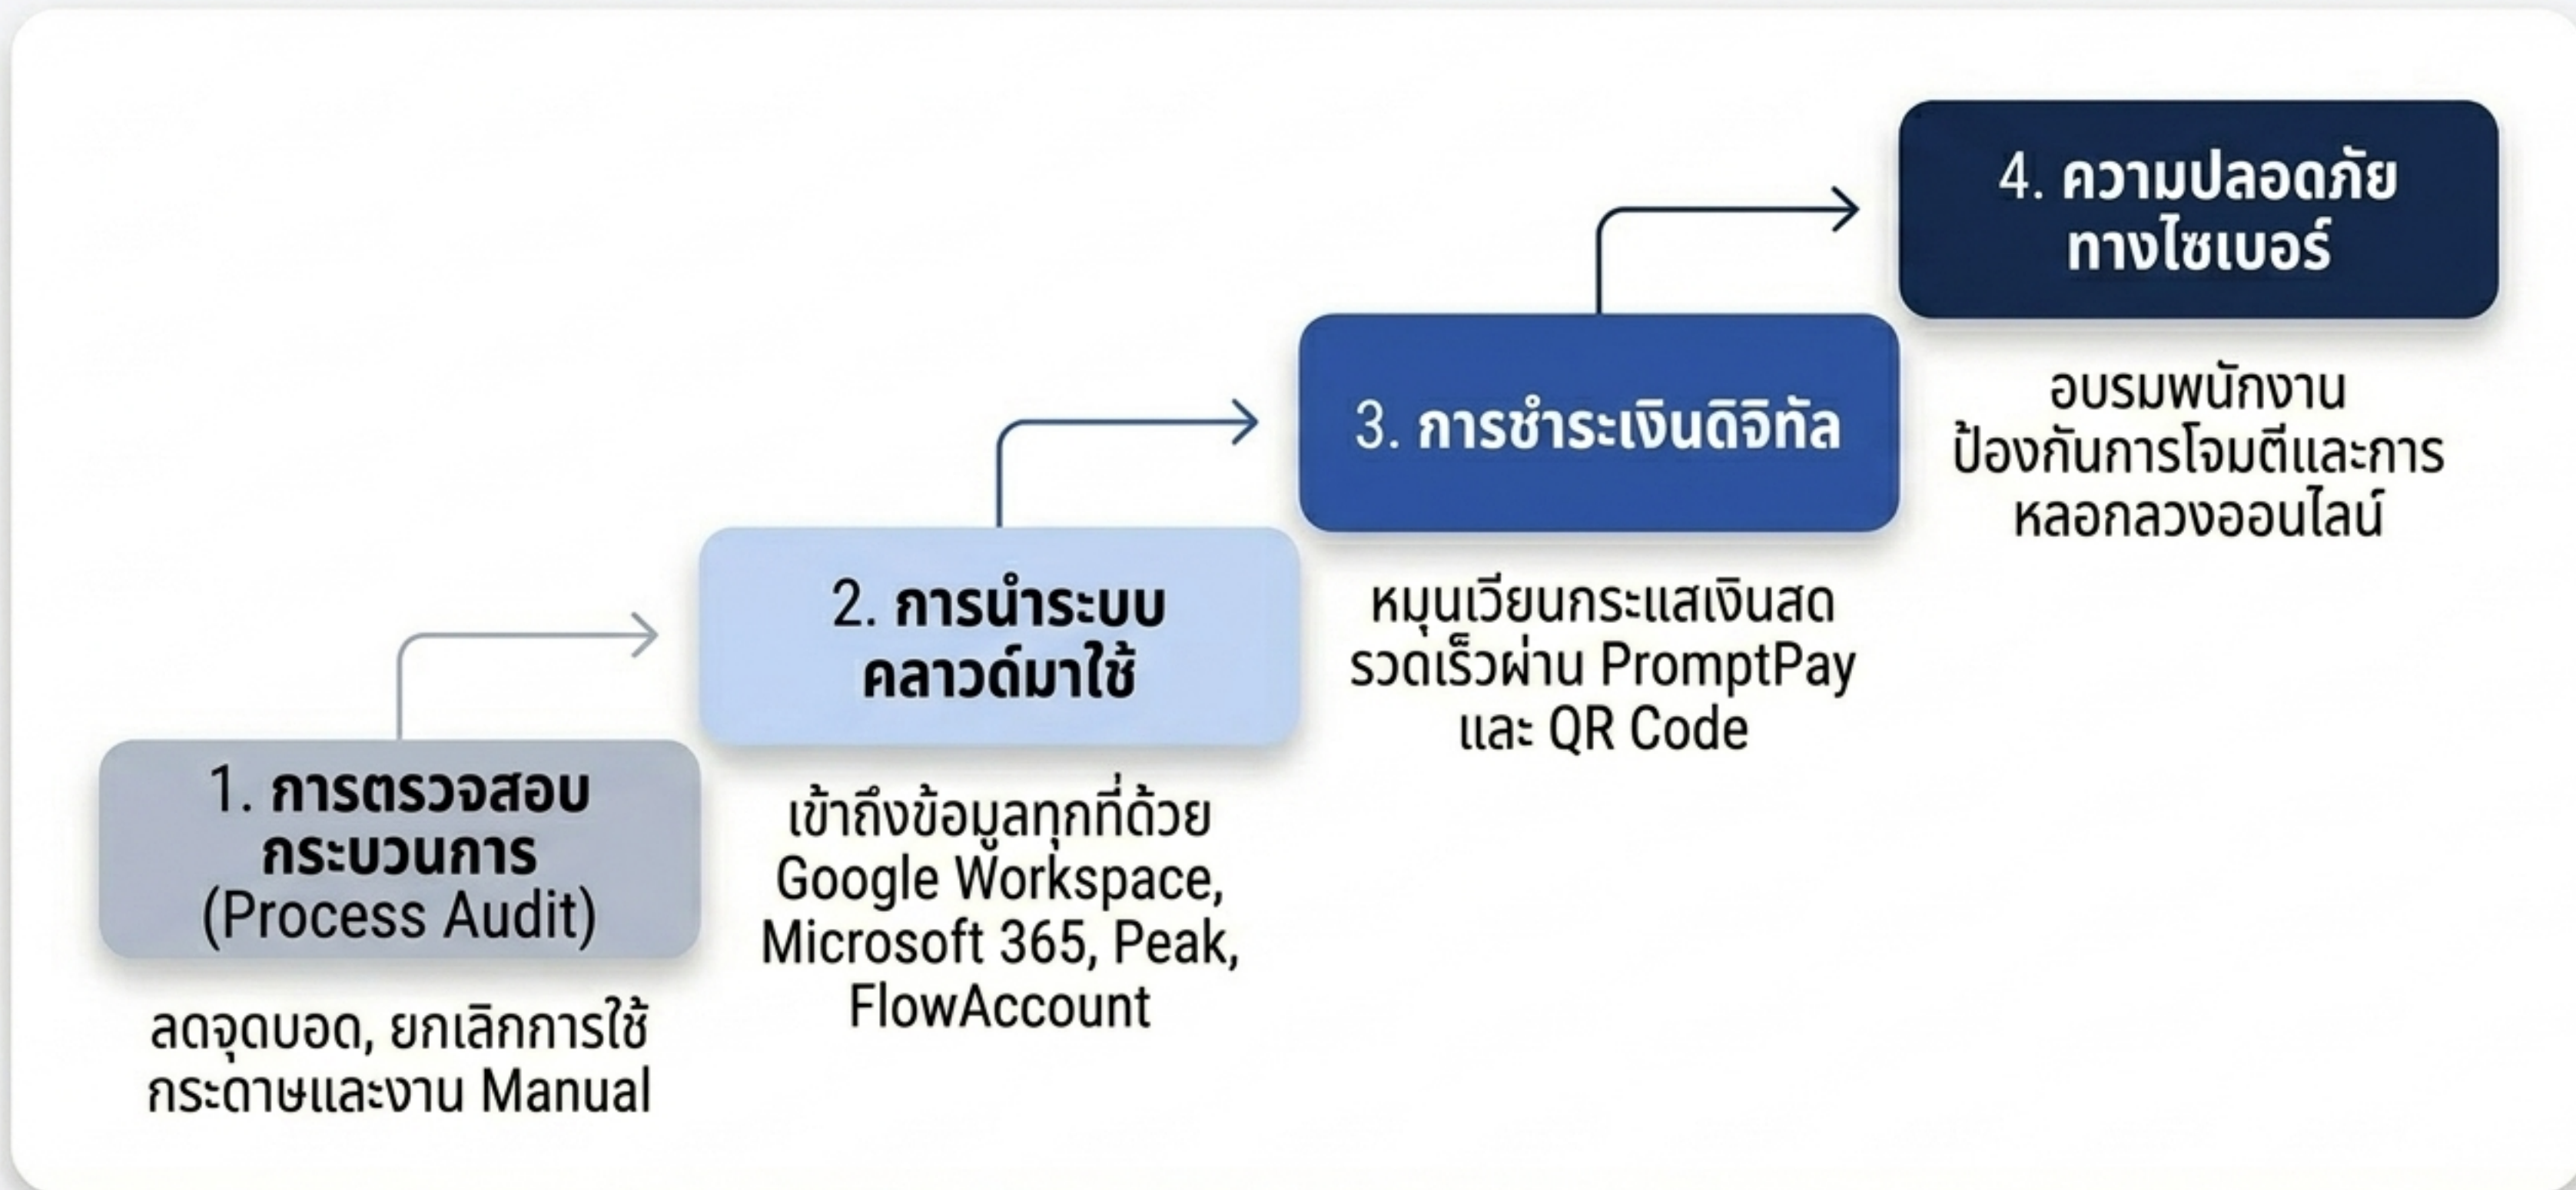 1. การตรวจสอบ
กระบวนการ
(Process Audit)
ลดจุดบอด, ยกเลิกการใช้
กระดาษและงาน Manual
2. การนำระบบ
คลาวด์มาใช้
เข้าถึงข้อมูลทุกที่ด้วย
Google Workspace,
Microsoft 365, Peak,
FlowAccount
3. การชำระเงินดิจิทัล
หมุนเวียนกระแสเงินสด
รวดเร็วผ่าน PromptPay
และ QR Code
4. ความปลอดภัย
ทางไซเบอร์
อบรมพนักงาน
ป้องกันการโจมตีและการ
หลอกลวงออนไลน์